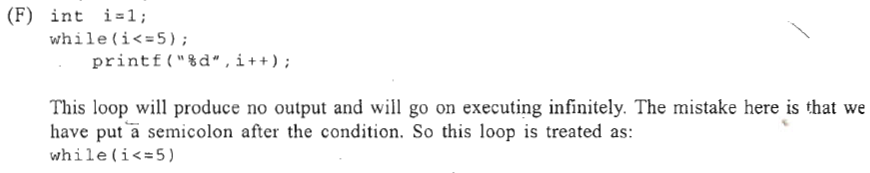 (F) int i=1;
while(i<=5);
printf("%d",i++);
This loop will produce no output and will go on executing infinitely. The mistake here is that we
have put a semicolon after the condition. So this loop is treated as:
while(i<=5)